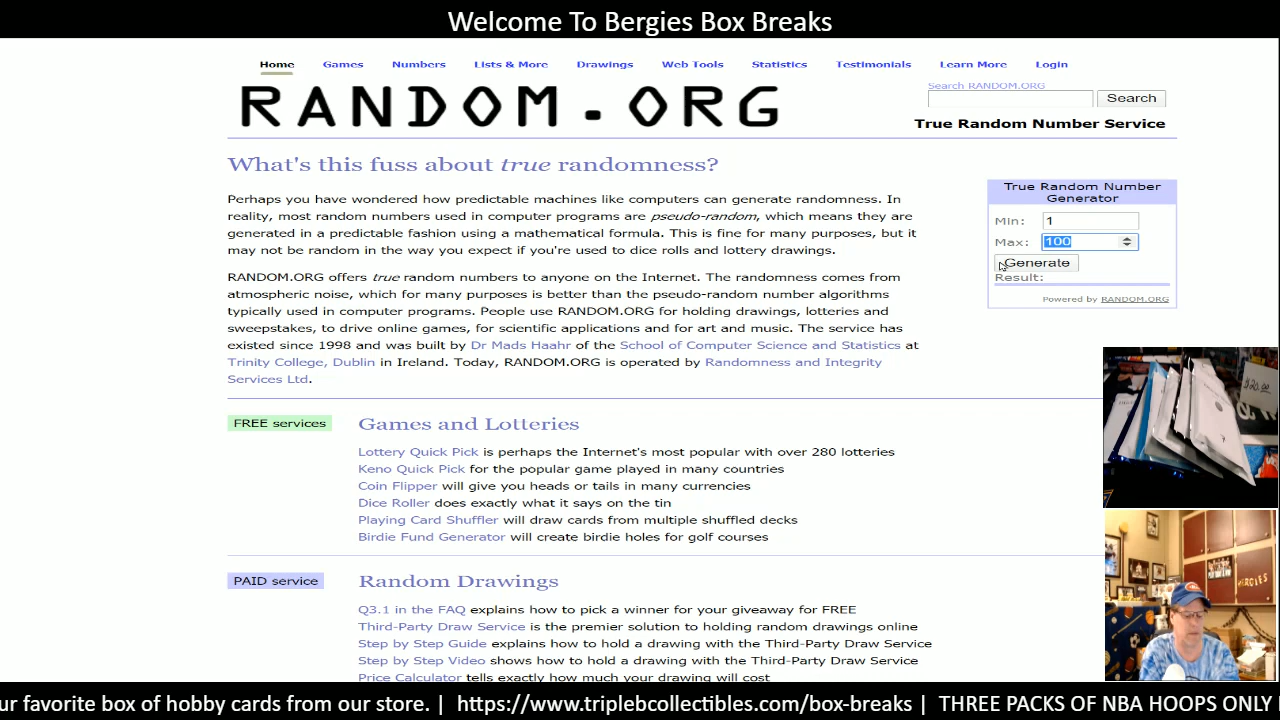 Welcome To Bergies Box Breaks
Home Games Numbers Lists & More Drawings Web Tools Statistics Testimonials Learn More Login
RANDOM.ORG
Search RANDOM.ORG
Search
True Random Number Service
What's this fuss about true randomness?
Perhaps you have wondered how predictable machines like computers can generate randomness. In
reality, most random numbers used in computer programs are pseudo-random, which means they are
generated in a predictable fashion using a mathematical formula. This is fine for many purposes, but it
may not be random in the way you expect if you're used to dice rolls and lottery drawings.
RANDOM.ORG offers true random numbers to anyone on the Internet. The randomness comes from
atmospheric noise, which for many purposes is better than the pseudo-random number algorithms
typically used in computer programs. People use RANDOM.ORG for holding drawings, lotteries and
sweepstakes, to drive online games, for scientific applications and for art and music. The service has
existed since 1998 and was built by Dr Mads Haahr of the School of Computer Science and Statistics at
Trinity College, Dublin in Ireland. Today, RANDOM.ORG is operated by Randomness and Integrity
Services Ltd.
True Random Number
Generator
Min: 1
Max: 100
Generate
Result:
Powered by RANDOM.ORG
FREE services
Games and Lotteries
Lottery Quick Pick is perhaps the Internet's most popular with over 280 lotteries
Keno Quick Pick for the popular game played in many countries
Coin Flipper will give you heads or tails in many currencies
Dice Roller does exactly what it says on the tin
Playing Card Shuffler will draw cards from multiple shuffled decks
Birdie Fund Generator will create birdie holes for golf courses
PAID service
Random Drawings
Q3.1 in the FAQ explains how to pick a winner for your giveaway for FREE
Third-Party Draw Service is the premier solution to holding random drawings online
Step by Step Guide explains how to hold a drawing with the Third-Party Draw Service
Step by Step Video shows how to hold a drawing with the Third-Party Draw Service
Price Calculator tells exactly how much your drawing will cost
BERGIES
ur favorite box of hobby cards from our store. | https://www.triplebcollectibles.com/box-breaks | THREE PACKS OF NBA HOOPS ONLY